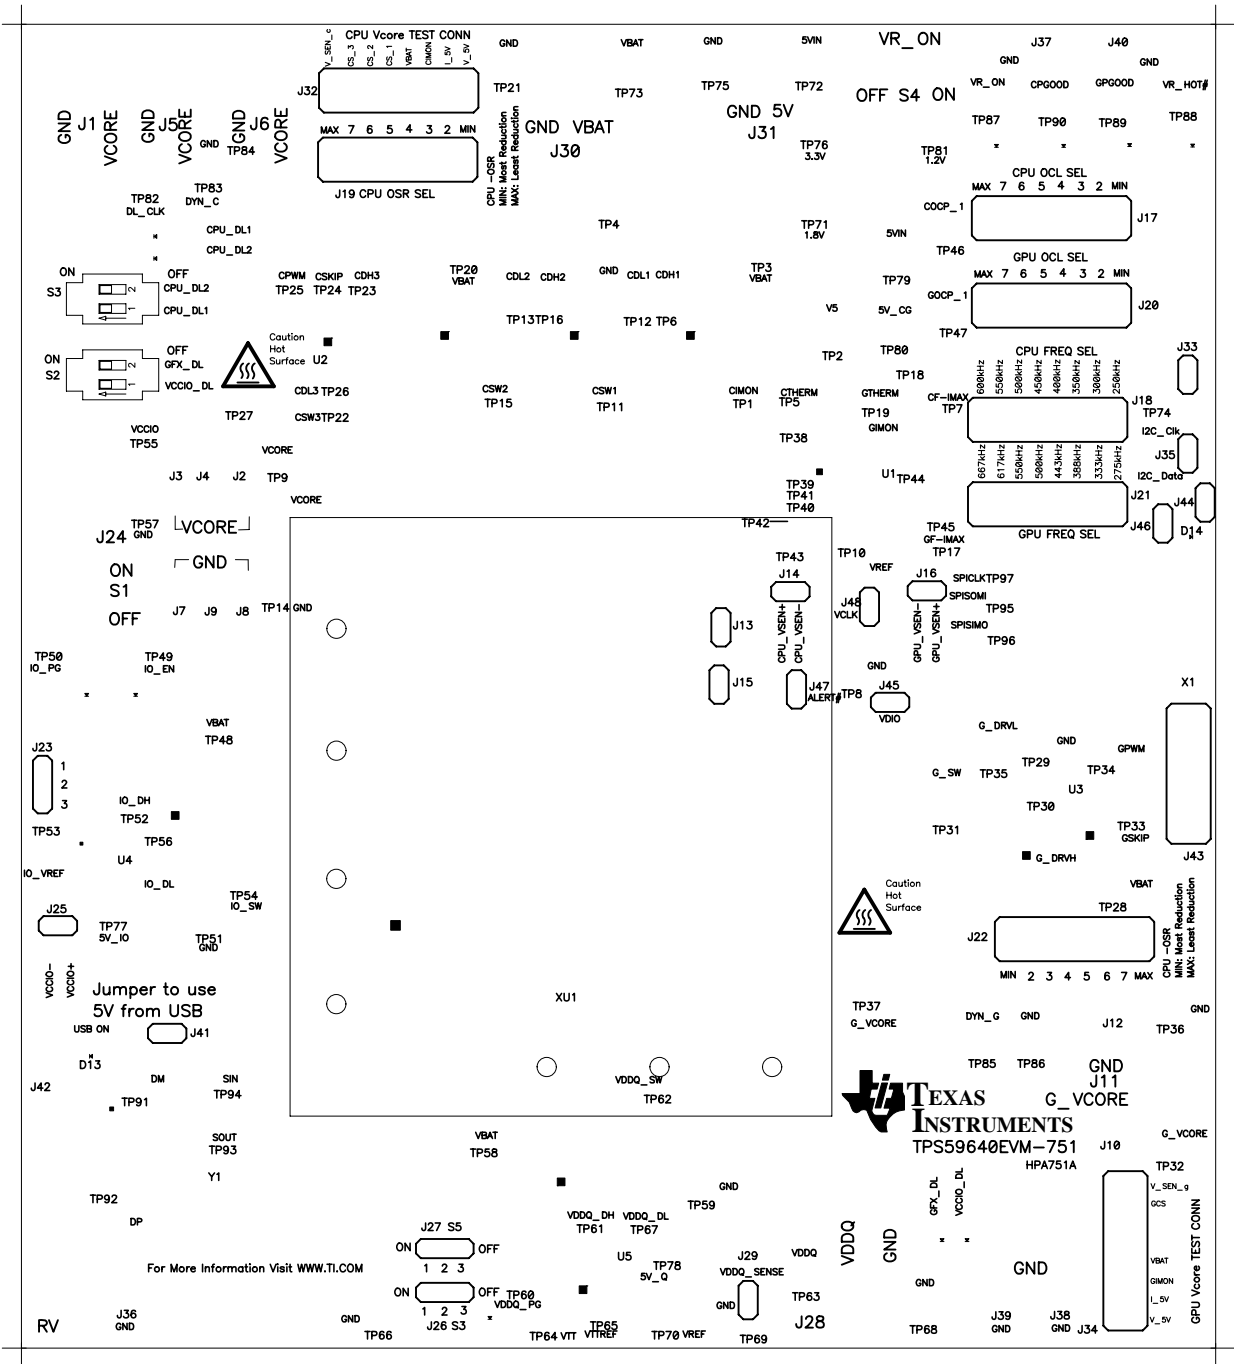 CPU Vcore TEST CONN
V_SEN_c
CS_3
CS_2
CS_1
VBAT
CIMON
I_5V
V_5V
GND
VBAT
GND
5VIN
VR_ON
J37
J40
GND
GND
J32
TP21
TP73
TP75
TP72
OFF S4 ON
VR_ON
CPGOOD
GPGOOD
VR_HOT#
TP87
TP90
TP89
TP88
GND
J1
VCORE
GND
J5
VCORE
GND
J6
VCORE
GND
TP84
MAX 7 6 5 4 3 2 MIN
J19 CPU OSR SEL
CPU -OSR
MIN: Most Reduction
MAX: Least Reduction
GND VBAT
J30
GND 5V
J31
TP76
3.3V
TP81
1.2V
CPU OCL SEL
MAX 7 6 5 4 3 2 MIN
COCP_1
J17
TP82
DL_CLK
TP83
DYN_C
CPU_DL1
CPU_DL2
TP4
TP71
1.8V
5VIN
TP46
GPU OCL SEL
MAX 7 6 5 4 3 2 MIN
GOCP_1
J20
TP47
ON
S3
OFF
CPU_DL2
CPU_DL1
2
1
CPWM
TP25
CSKIP
TP24
CDH3
TP23
TP20
VBAT
CDL2
CDH2
GND
CDL1
CDH1
TP3
VBAT
TP79
V5
5V_CG
TP13
TP16
TP12
TP6
ON
S2
OFF
GFX_DL
VCCIO_DL
2
1
Caution
Hot
Surface
U2
TP2
TP80
TP18
CPU FREQ SEL
600kHz
550kHz
500kHz
450kHz
400kHz
350kHz
300kHz
250kHz
J33
CDL3
TP26
CSW3
TP22
TP27
CSW2
TP15
CSW1
TP11
CIMON
TP1
CTHERM
TP5
GTHERM
TP19
GIMON
CF-IMAX
TP7
J18
TP74
I2C_Clk
VCCIO
TP55
VCORE
TP38
J35
667kHz
617kHz
550kHz
500kHz
443kHz
388kHz
333kHz
275kHz
I2C_Data
J3
J4
J2
TP9
U1
TP44
VCORE
TP39
TP41
TP40
TP42
J21
J44
J46
D14
TP45
GF-IMAX
TP17
GPU FREQ SEL
J24
TP57
GND
VCORE
GND
ON
S1
OFF
TP43
TP10
J14
VREF
J16
SPICLK
TP97
SPISOMI
TP95
SPISIMO
TP96
J7
J9
J8
TP14
GND
J13
CPU_VSEN+
CPU_VSEN-
J48
VCLK
GPU_VSEN-
GPU_VSEN+
TP50
IO_PG
TP49
IO_EN
J15
J47
ALERT#
TP8
GND
J45
VDIO
X1
VBAT
TP48
G_DRVL
GND
GPWM
J23
1
2
3
G_SW
TP35
TP29
TP34
U3
IO_DH
TP52
TP30
TP53
TP56
TP31
TP33
GSKIP
U4
G_DRVH
J43
IO_VREF
IO_DL
TP54
IO_SW
Caution
Hot
Surface
VBAT
TP28
J25
TP77
5V_IO
TP51
GND
J22
MIN 2 3 4 5 6 7 MAX
CPU -OSR
MIN: Most Reduction
MAX: Least Reduction
VCCIO-
VCCIO+
Jumper to use
5V from USB
XU1
USB ON
J41
TP37
G_VCORE
DYN_G
GND
J12
GND
TP36
D13
J42
DM
TP91
SIN
TP94
VDDQ_SW
TP62
TP85
TP86
GND
J11
G_VCORE
TEXAS
INSTRUMENTS
TPS59640EVM-751
HPA751A
SOUT
TP93
VBAT
TP58
J10
G_VCORE
TP32
Y1
TP92
DP
GND
TP59
GFX_DL
VCCIO_DL
V_SEN_g
GCS
VBAT
GIMON
I_5V
V_5V
GPU Vcore TEST CONN
VDDQ_DH
TP61
VDDQ_DL
TP67
J27 S5
ON
OFF
1 2 3
U5
TP78
5V_Q
J29
VDDQ_SENSE
VDDQ
VDDQ
GND
GND
For More Information Visit WWW.TI.COM
ON
OFF
1 2 3
J26 S3
TP60
VDDQ_PG
GND
TP63
GND
RV
J36
GND
GND
TP66
TP64
VTT
TP65
VTTREF
TP70
VREF
TP69
J28
TP68
J39
GND
J38
GND
J34